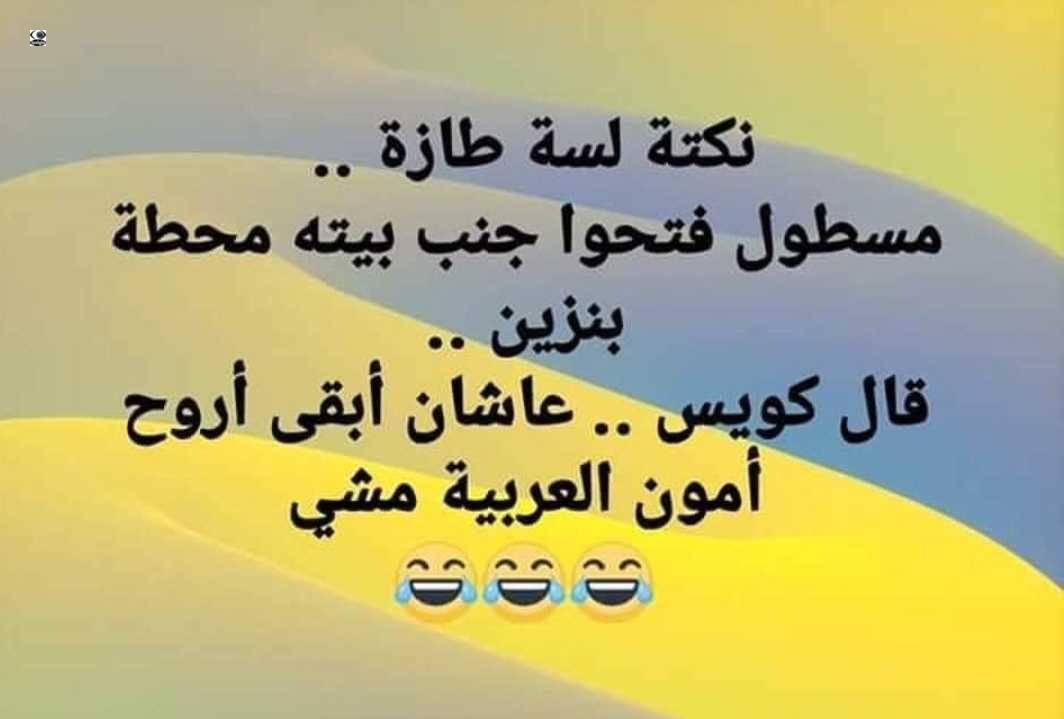 نكتة لسة طازة ..
مسطول فتحوا جنب بيته محطة
بنزين ..
قال كويس .. عاشان أبقى أروح
أمون العربية مشي